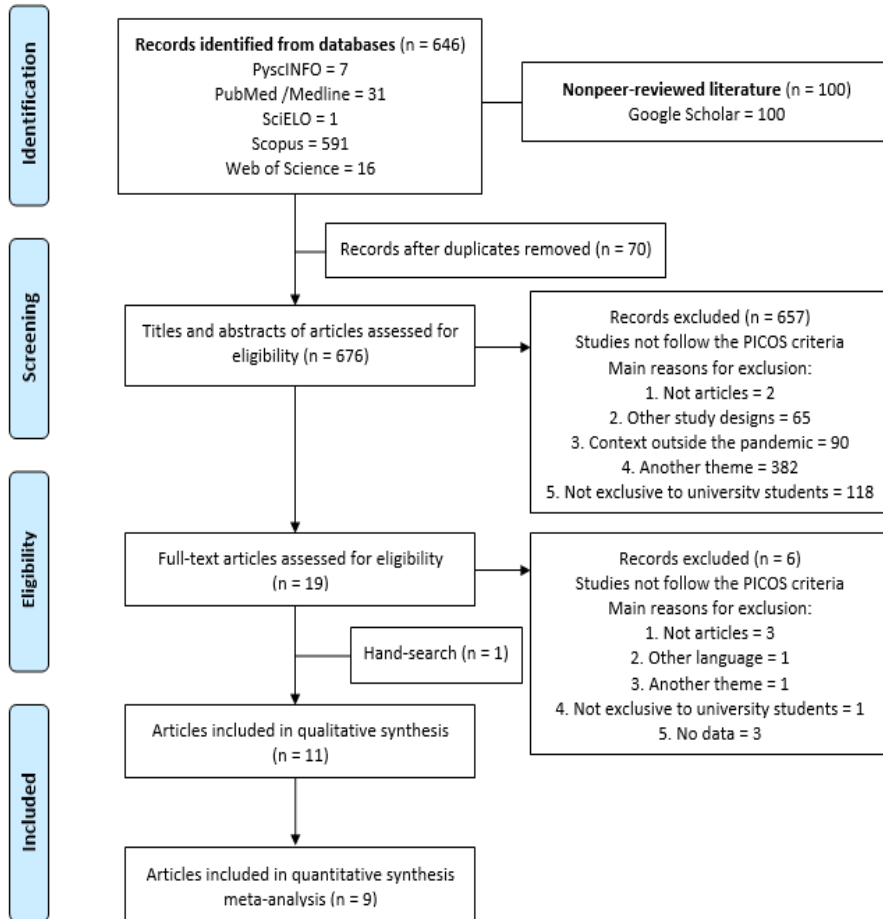 Identification
Records identified from databases (n = 646)
PyscINFO = 7
PubMed /Medline = 31
SciELO = 1
Scopus = 591
Web of Science = 16
Nonpeer-reviewed literature (n = 100)
Google Scholar = 100
Records after duplicates removed (n = 70)
Screening
Titles and abstracts of articles assessed for
eligibility (n = 676)
Records excluded (n = 657)
Studies not follow the PICOS criteria
Main reasons for exclusion:
1. Not articles = 2
2. Other study designs = 65
3. Context outside the pandemic = 90
4. Another theme = 382
5. Not exclusive to university students = 118
Eligibility
Full-text articles assessed for eligibility
(n = 19)
Records excluded (n = 6)
Studies not follow the PICOS criteria
Main reasons for exclusion:
1. Not articles = 3
2. Other language = 1
3. Another theme = 1
4. Not exclusive to university students = 1
5. No data = 3
Hand-search (n = 1)
Included
Articles included in qualitative synthesis
(n = 11)
Articles included in quantitative synthesis
meta-analysis (n = 9)